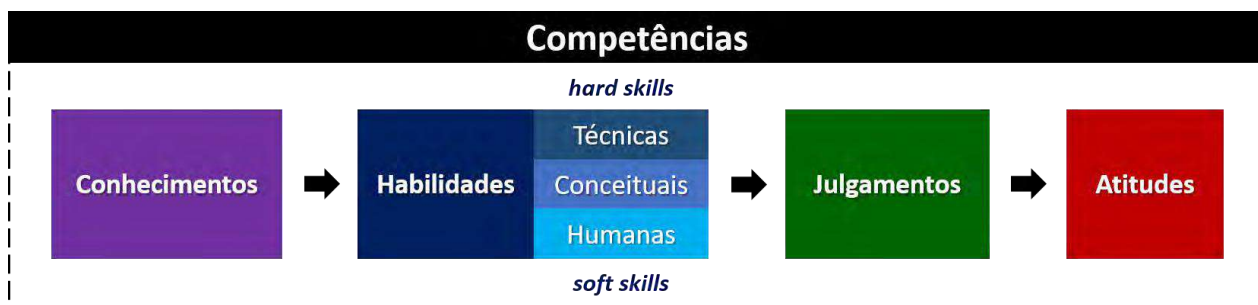 Competências
hard skills
Conhecimentos
Habilidades
Técnicas
Conceituais
Humanas
Julgamentos
Atitudes
soft skills